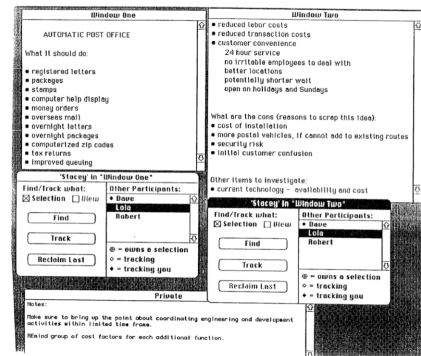 Window One
AUTOMATIC POST OFFICE
What it should do:
▪ registered letters
▪ packages
▪ stamps
▪ computer help display
▪ money orders
▪ overseas mail
▪ overnight letters
▪ overnight packages
▪ computerized zip codes
▪ tax returns
▪ improved queuing
Window Two
▪ reduced labor costs
▪ reduced transaction costs
▪ customer convenience
24 hour service
no irritable employees to deal with
better locations
potentially shorter wait
open on holidays and Sundays
What are the cons (reasons to scrap this idea):
▪ cost of installation
▪ more postal vehicles, if cannot add to existing routes
▪ security risk
▪ initial customer confusion
Other items to investigate:
▪ current technology - availability and cost
"Stacey" in "Window One"
Find/Track what:
☒ Selection ☐ View
Find
Track
Reclaim Last
Other Participants:
♦ Dave
Lola
Robert
⊕ = owns a selection
◇ = tracking
♦ = tracking you
"Stacey" in "Window Two"
Find/Track what:
☒ Selection ☐ View
Find
Track
Reclaim Last
Other Participants:
♦ Dave
Lola
Robert
⊕ = owns a selection
◇ = tracking
♦ = tracking you
Private
Notes:
Make sure to bring up the point about coordinating engineering and development
activities within limited time frame.
REmind group of cost factors for each additional function.